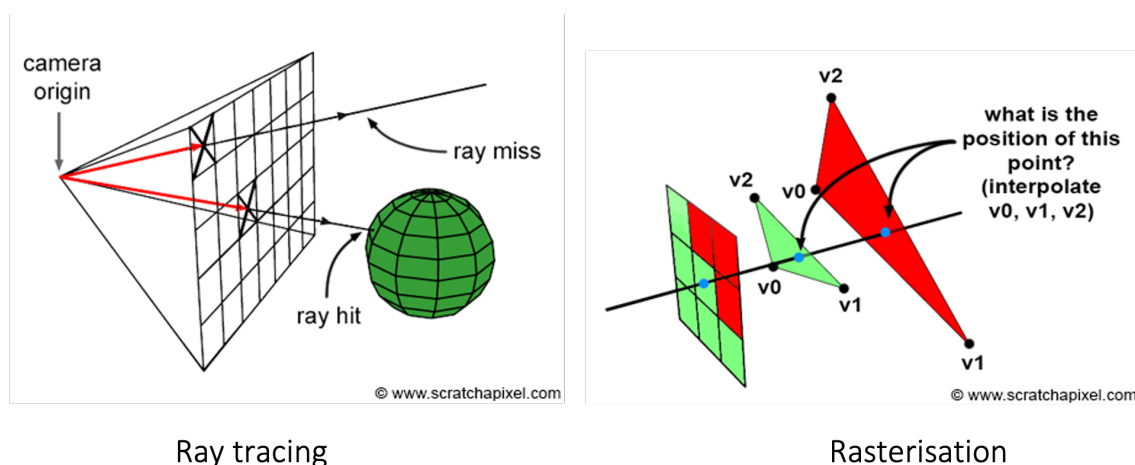 camera
origin
ray miss
ray hit
© www.scratchapixel.com
Ray tracing
v2
what is the
position of this
point?
(interpolate
v0, v1, v2)
v2
v0
v0
v1
v1
© www.scratchapixel.com
Rasterisation